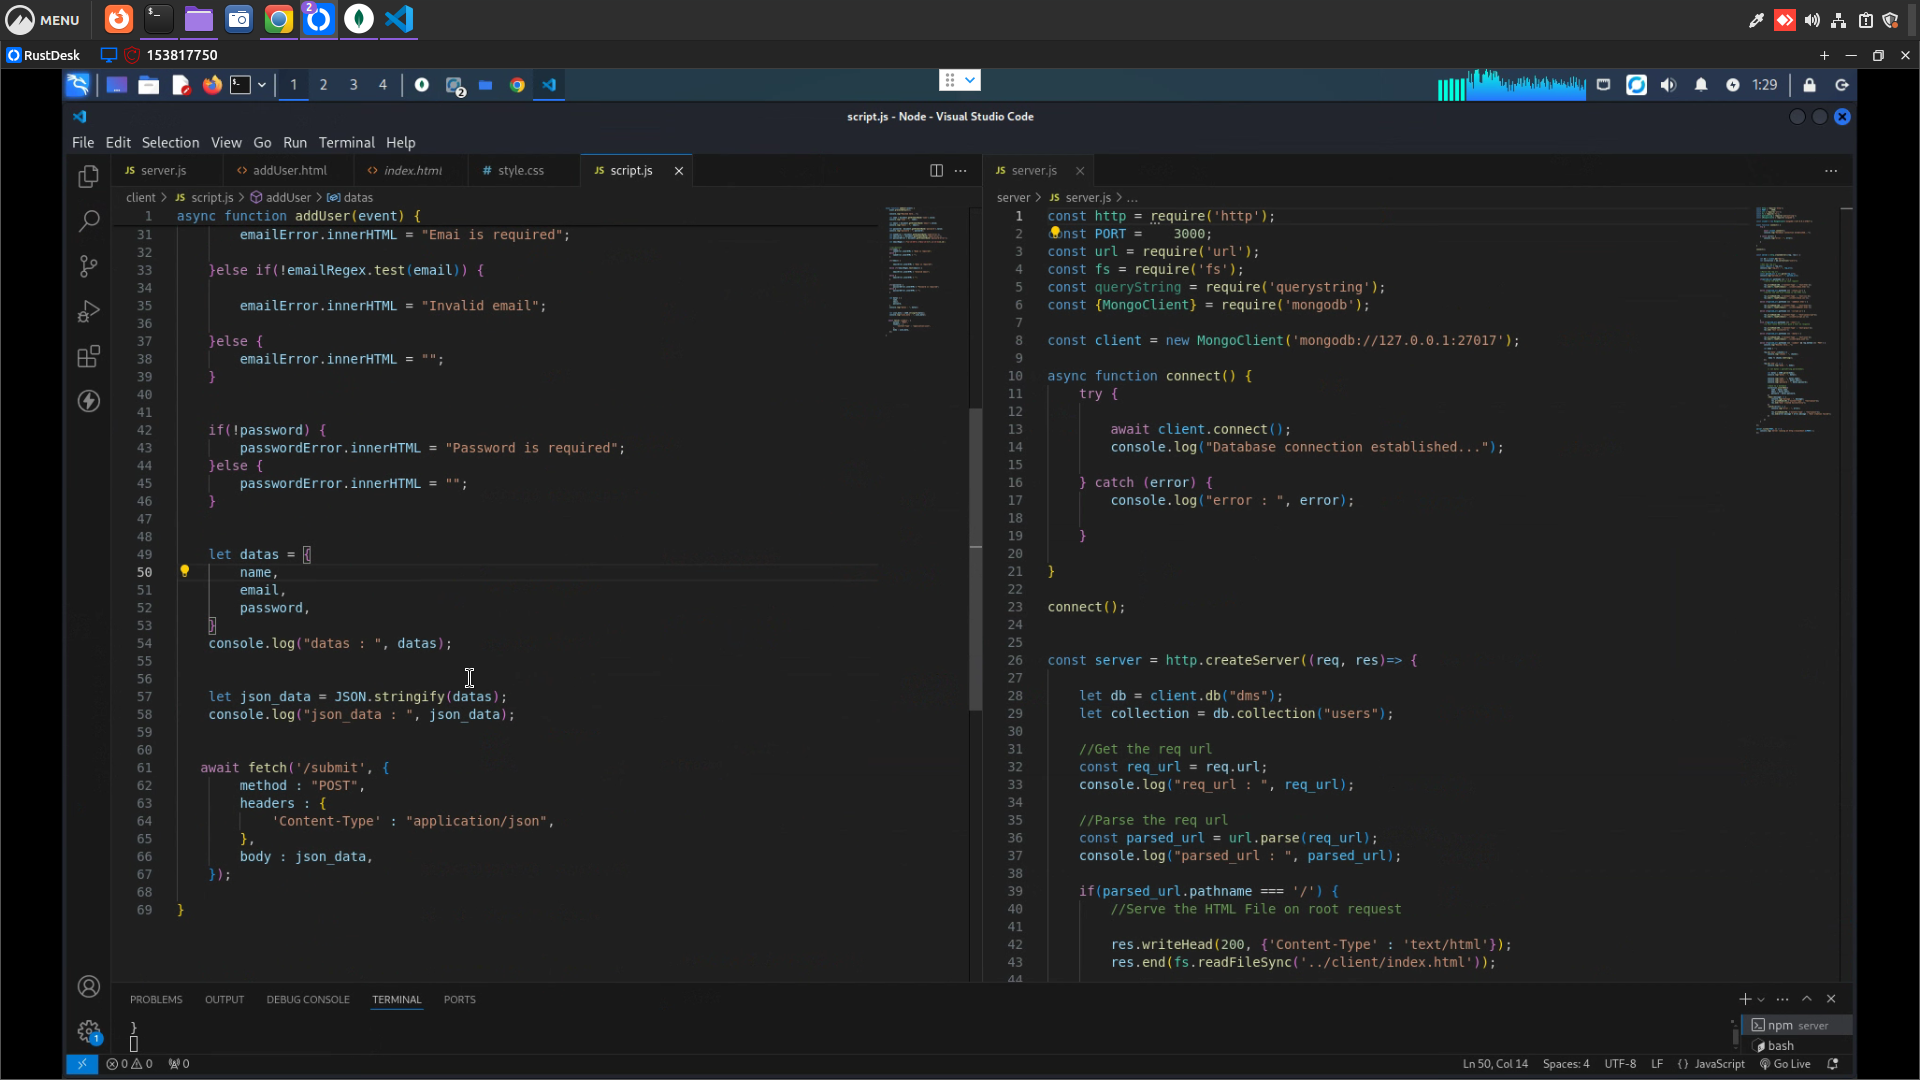 MENU
2
RustDesk 153817750
1 2 3 4 2 1:29
script.js - Node - Visual Studio Code
File Edit Selection View Go Run Terminal Help
JS server.js <> addUser.html <> index.html # style.css JS script.js
client > JS script.js > addUser > datas
1 async function addUser(event) {
31 emailError.innerHTML = "Emai is required";
32
33 }else if(!emailRegex.test(email)) {
34
35 emailError.innerHTML = "Invalid email";
36
37 }else {
38 emailError.innerHTML = "";
39 }
40
41
42 if(!password) {
43 passwordError.innerHTML = "Password is required";
44 }else {
45 passwordError.innerHTML = "";
46 }
47
48
49 let datas = {
50 name,
51 email,
52 password,
53 }
54 console.log("datas : ", datas);
55
56
57 let json_data = JSON.stringify(datas);
58 console.log("json_data : ", json_data);
59
60
61 await fetch('/submit', {
62 method : "POST",
63 headers : {
64 'Content-Type' : "application/json",
65 },
66 body : json_data,
67 });
68
69 }
JS server.js
server > JS server.js > ...
1 const http = require('http');
2 const PORT = 3000;
3 const url = require('url');
4 const fs = require('fs');
5 const queryString = require('querystring');
6 const {MongoClient} = require('mongodb');
7
8 const client = new MongoClient('mongodb://127.0.0.1:27017');
9
10 async function connect() {
11 try {
12
13 await client.connect();
14 console.log("Database connection established...");
15
16 } catch (error) {
17 console.log("error : ", error);
18
19 }
20
21 }
22
23 connect();
24
25
26 const server = http.createServer((req, res)=> {
27
28 let db = client.db("dms");
29 let collection = db.collection("users");
30
31 //Get the req url
32 const req_url = req.url;
33 console.log("req_url : ", req_url);
34
35 //Parse the req url
36 const parsed_url = url.parse(req_url);
37 console.log("parsed_url : ", parsed_url);
38
39 if(parsed_url.pathname === '/') {
40 //Serve the HTML File on root request
41
42 res.writeHead(200, {'Content-Type' : 'text/html'});
43 res.end(fs.readFileSync('../client/index.html'));
44
PROBLEMS OUTPUT DEBUG CONSOLE TERMINAL PORTS
}
npm server
bash
1
0 0 0 Ln 50, Col 14 Spaces: 4 UTF-8 LF {} JavaScript Go Live